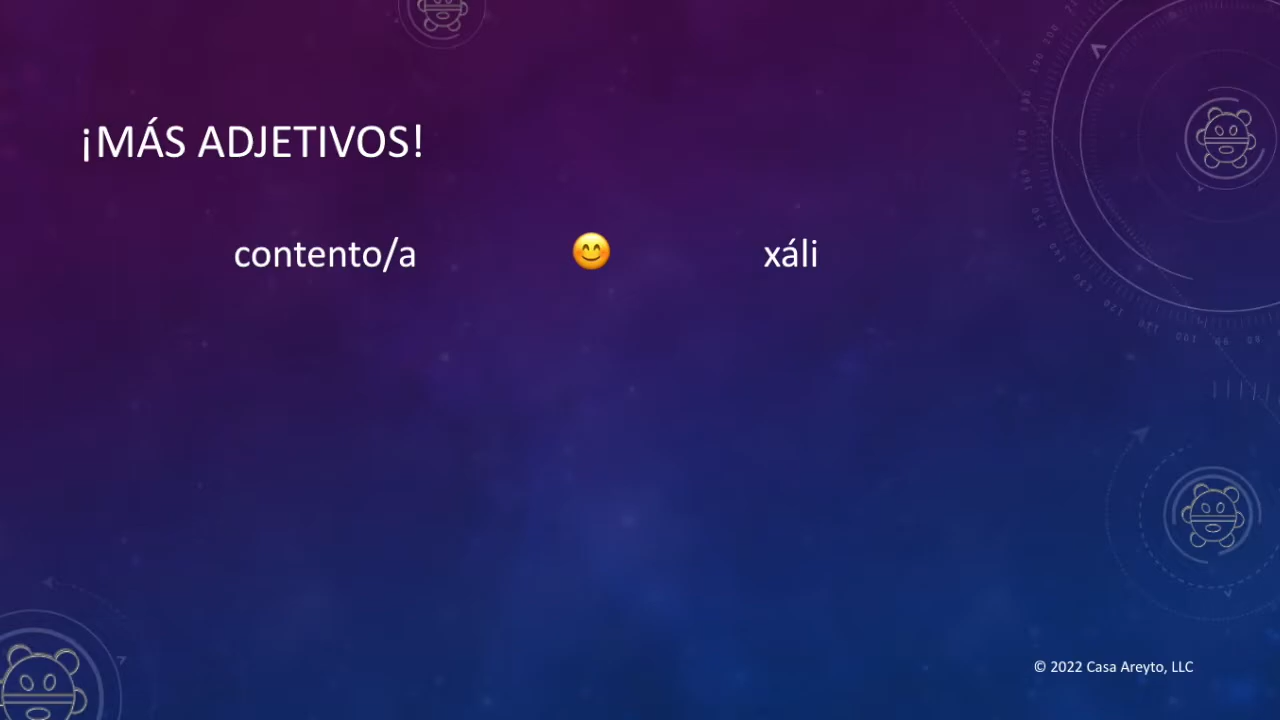 ¡MÁS ADJETIVOS!
contento/a 😊 xáli
© 2022 Casa Areyto, LLC